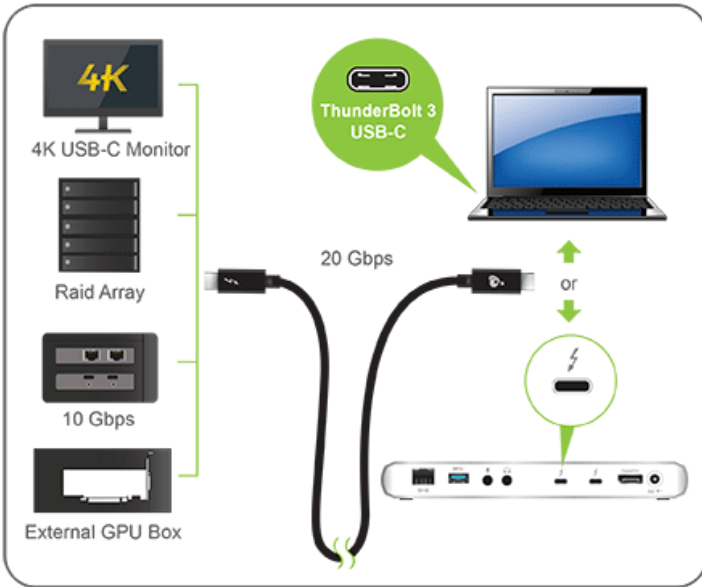 4K
4K USB-C Monitor
Raid Array
10 Gbps
External GPU Box
20 Gbps
ThunderBolt 3
USB-C
or